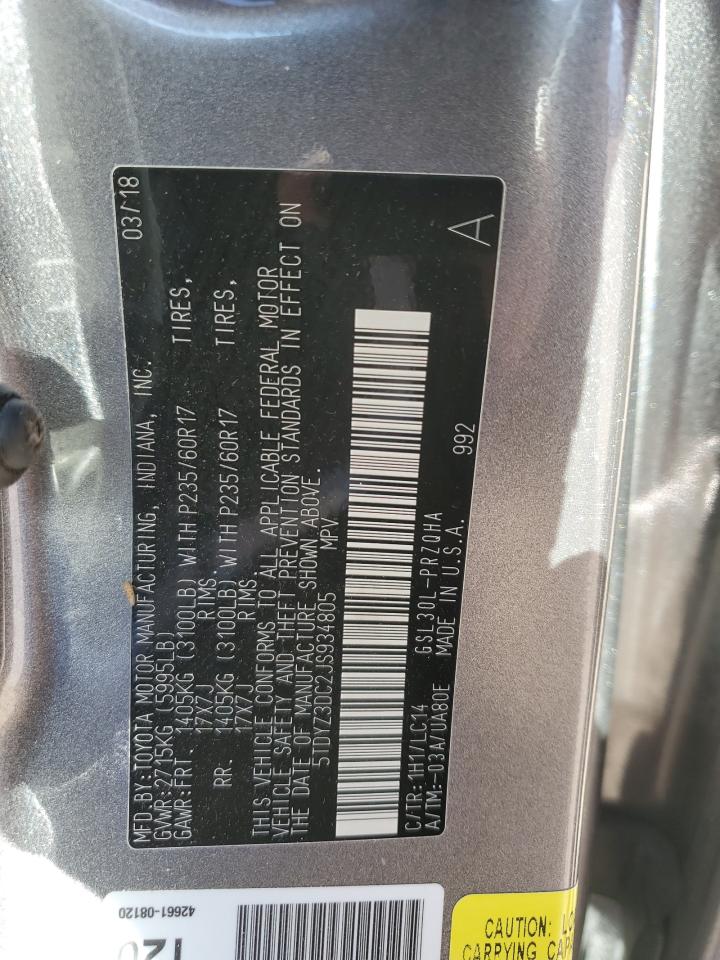 MFD BY:TOYOTA MOTOR MANUFACTURING, INDIANA, INC. 03/18
GVWR:2715KG (5995LB)
GAWR:FRT. 1405KG (3100LB) WITH P235/60R17 TIRES,
17X7J RIMS.
RR. 1405KG (3100LB) WITH P235/60R17 TIRES,
17X7J RIMS.
THIS VEHICLE CONFORMS TO ALL APPLICABLE FEDERAL MOTOR
VEHICLE SAFETY AND THEFT PREVENTION STANDARDS IN EFFECT ON
THE DATE OF MANUFACTURE SHOWN ABOVE.
5TDYZ3DC2JS934805 MPV
C/TR:1H1/LC14 GSL30L-PRZQHA A
A/TM:-03A/UA80E MADE IN U.S.A. 992
42661-08120
CAUTION:
CARRYING